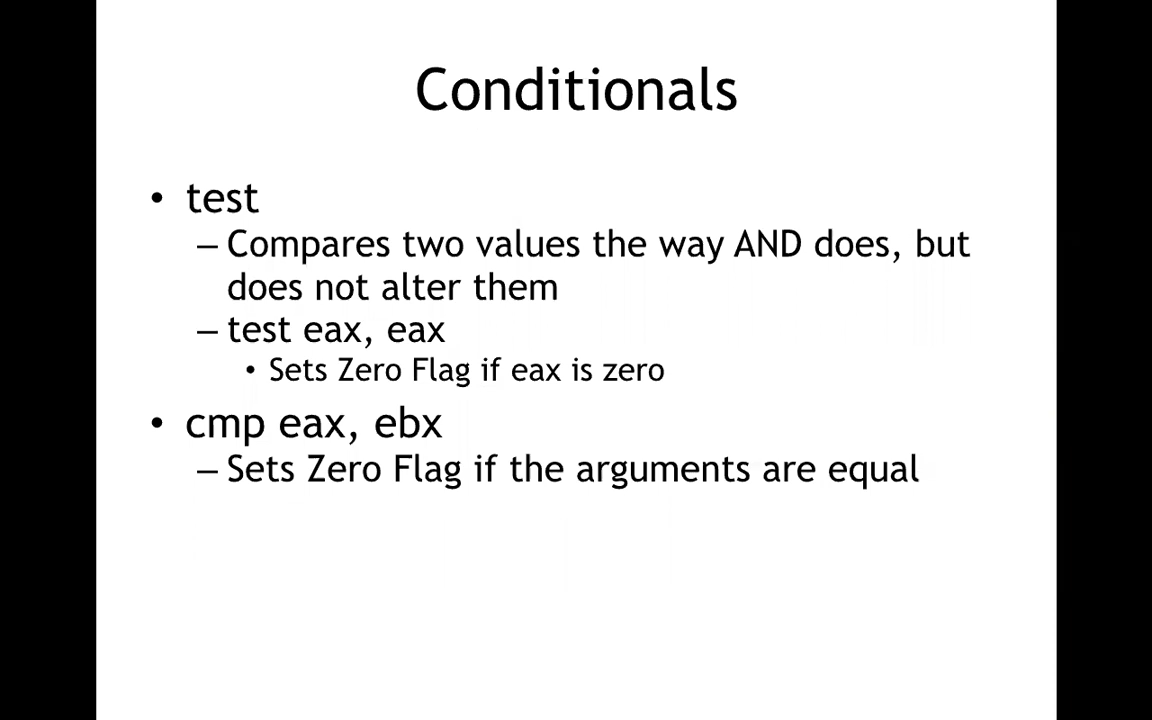 Conditionals
• test
– Compares two values the way AND does, but
does not alter them
– test eax, eax
• Sets Zero Flag if eax is zero
• cmp eax, ebx
– Sets Zero Flag if the arguments are equal